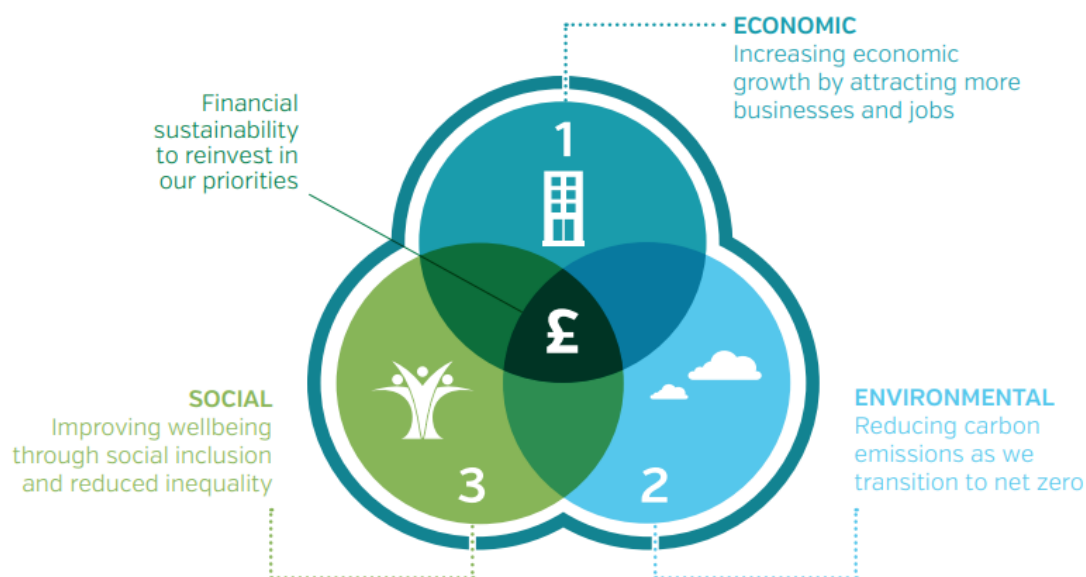 ECONOMIC
Increasing economic
growth by attracting more
businesses and jobs
Financial
sustainability
to reinvest in
our priorities
1
£
SOCIAL
Improving wellbeing
through social inclusion
and reduced inequality
3
2
ENVIRONMENTAL
Reducing carbon
emissions as we
transition to net zero